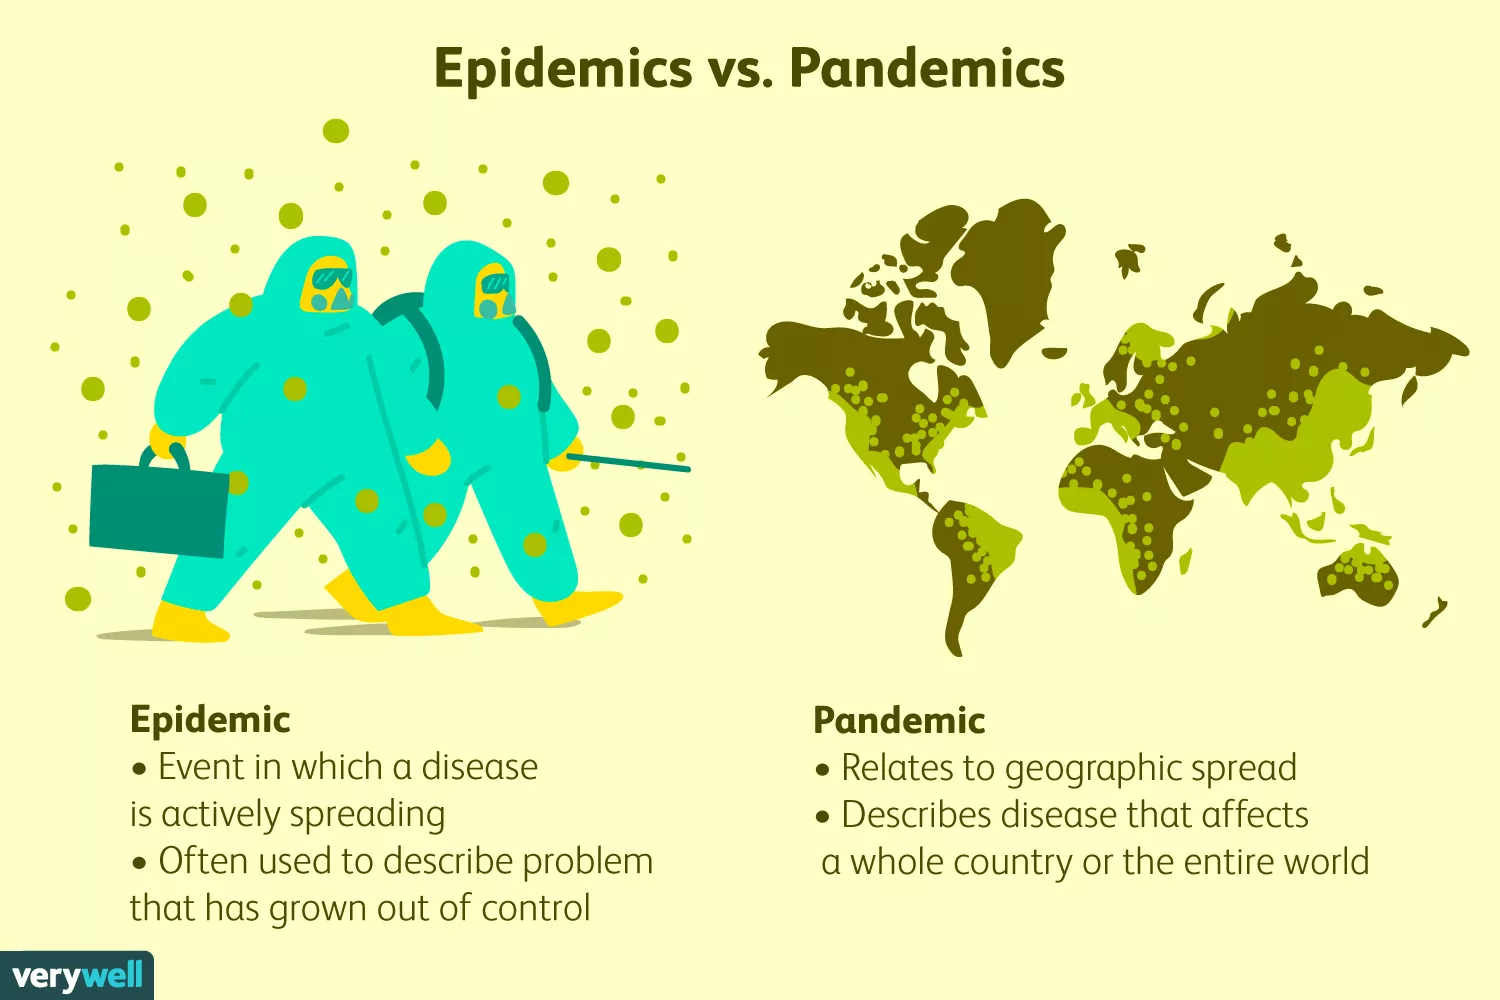 Epidemics vs. Pandemics
Epidemic
• Event in which a disease
is actively spreading
• Often used to describe problem
that has grown out of control
Pandemic
• Relates to geographic spread
• Describes disease that affects
a whole country or the entire world
verywell